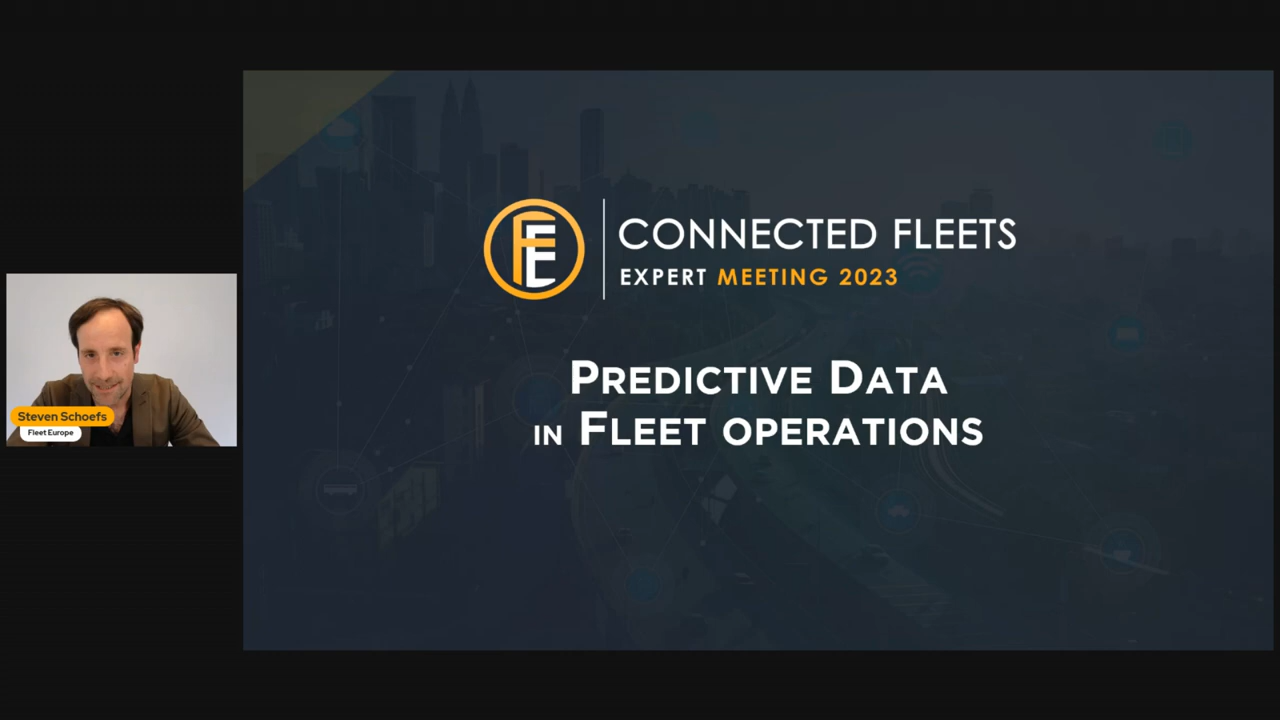 CONNECTED FLEETS
EXPERT MEETING 2023
PREDICTIVE DATA
IN FLEET OPERATIONS
Steven Schoefs
Fleet Europe